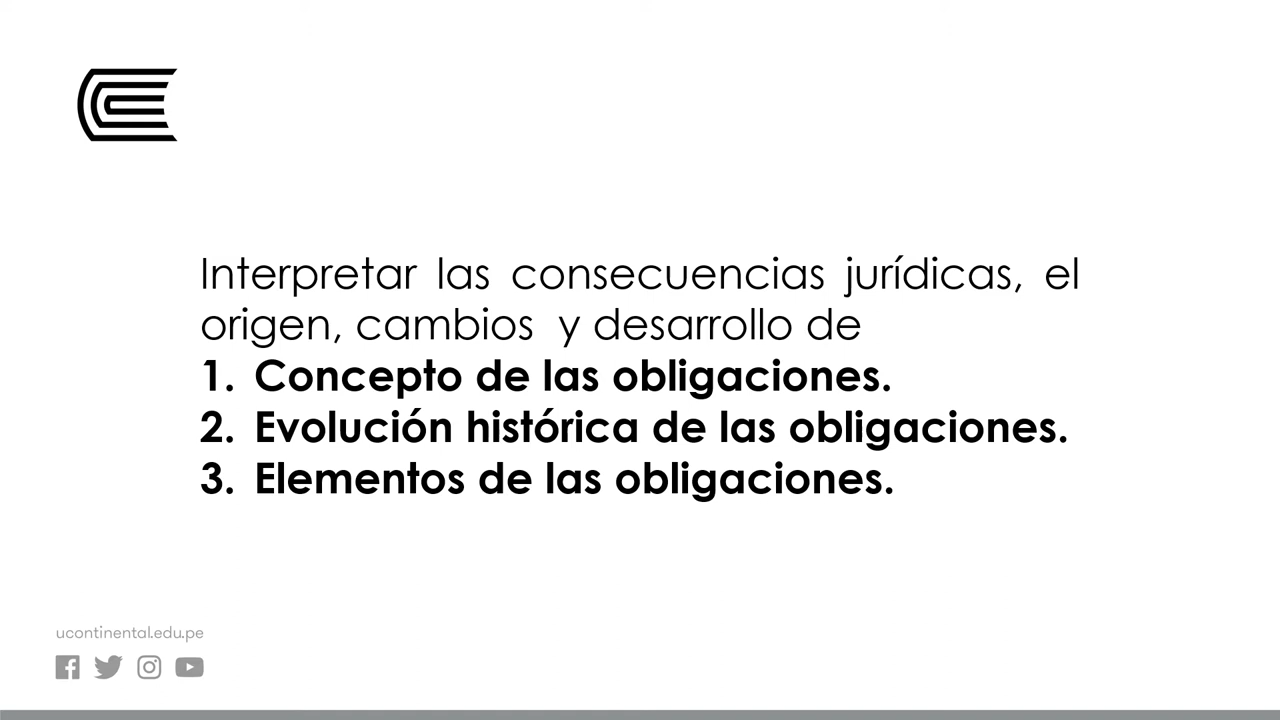 Interpretar las consecuencias jurídicas, el
origen, cambios y desarrollo de
1. Concepto de las obligaciones.
2. Evolución histórica de las obligaciones.
3. Elementos de las obligaciones.
ucontinental.edu.pe